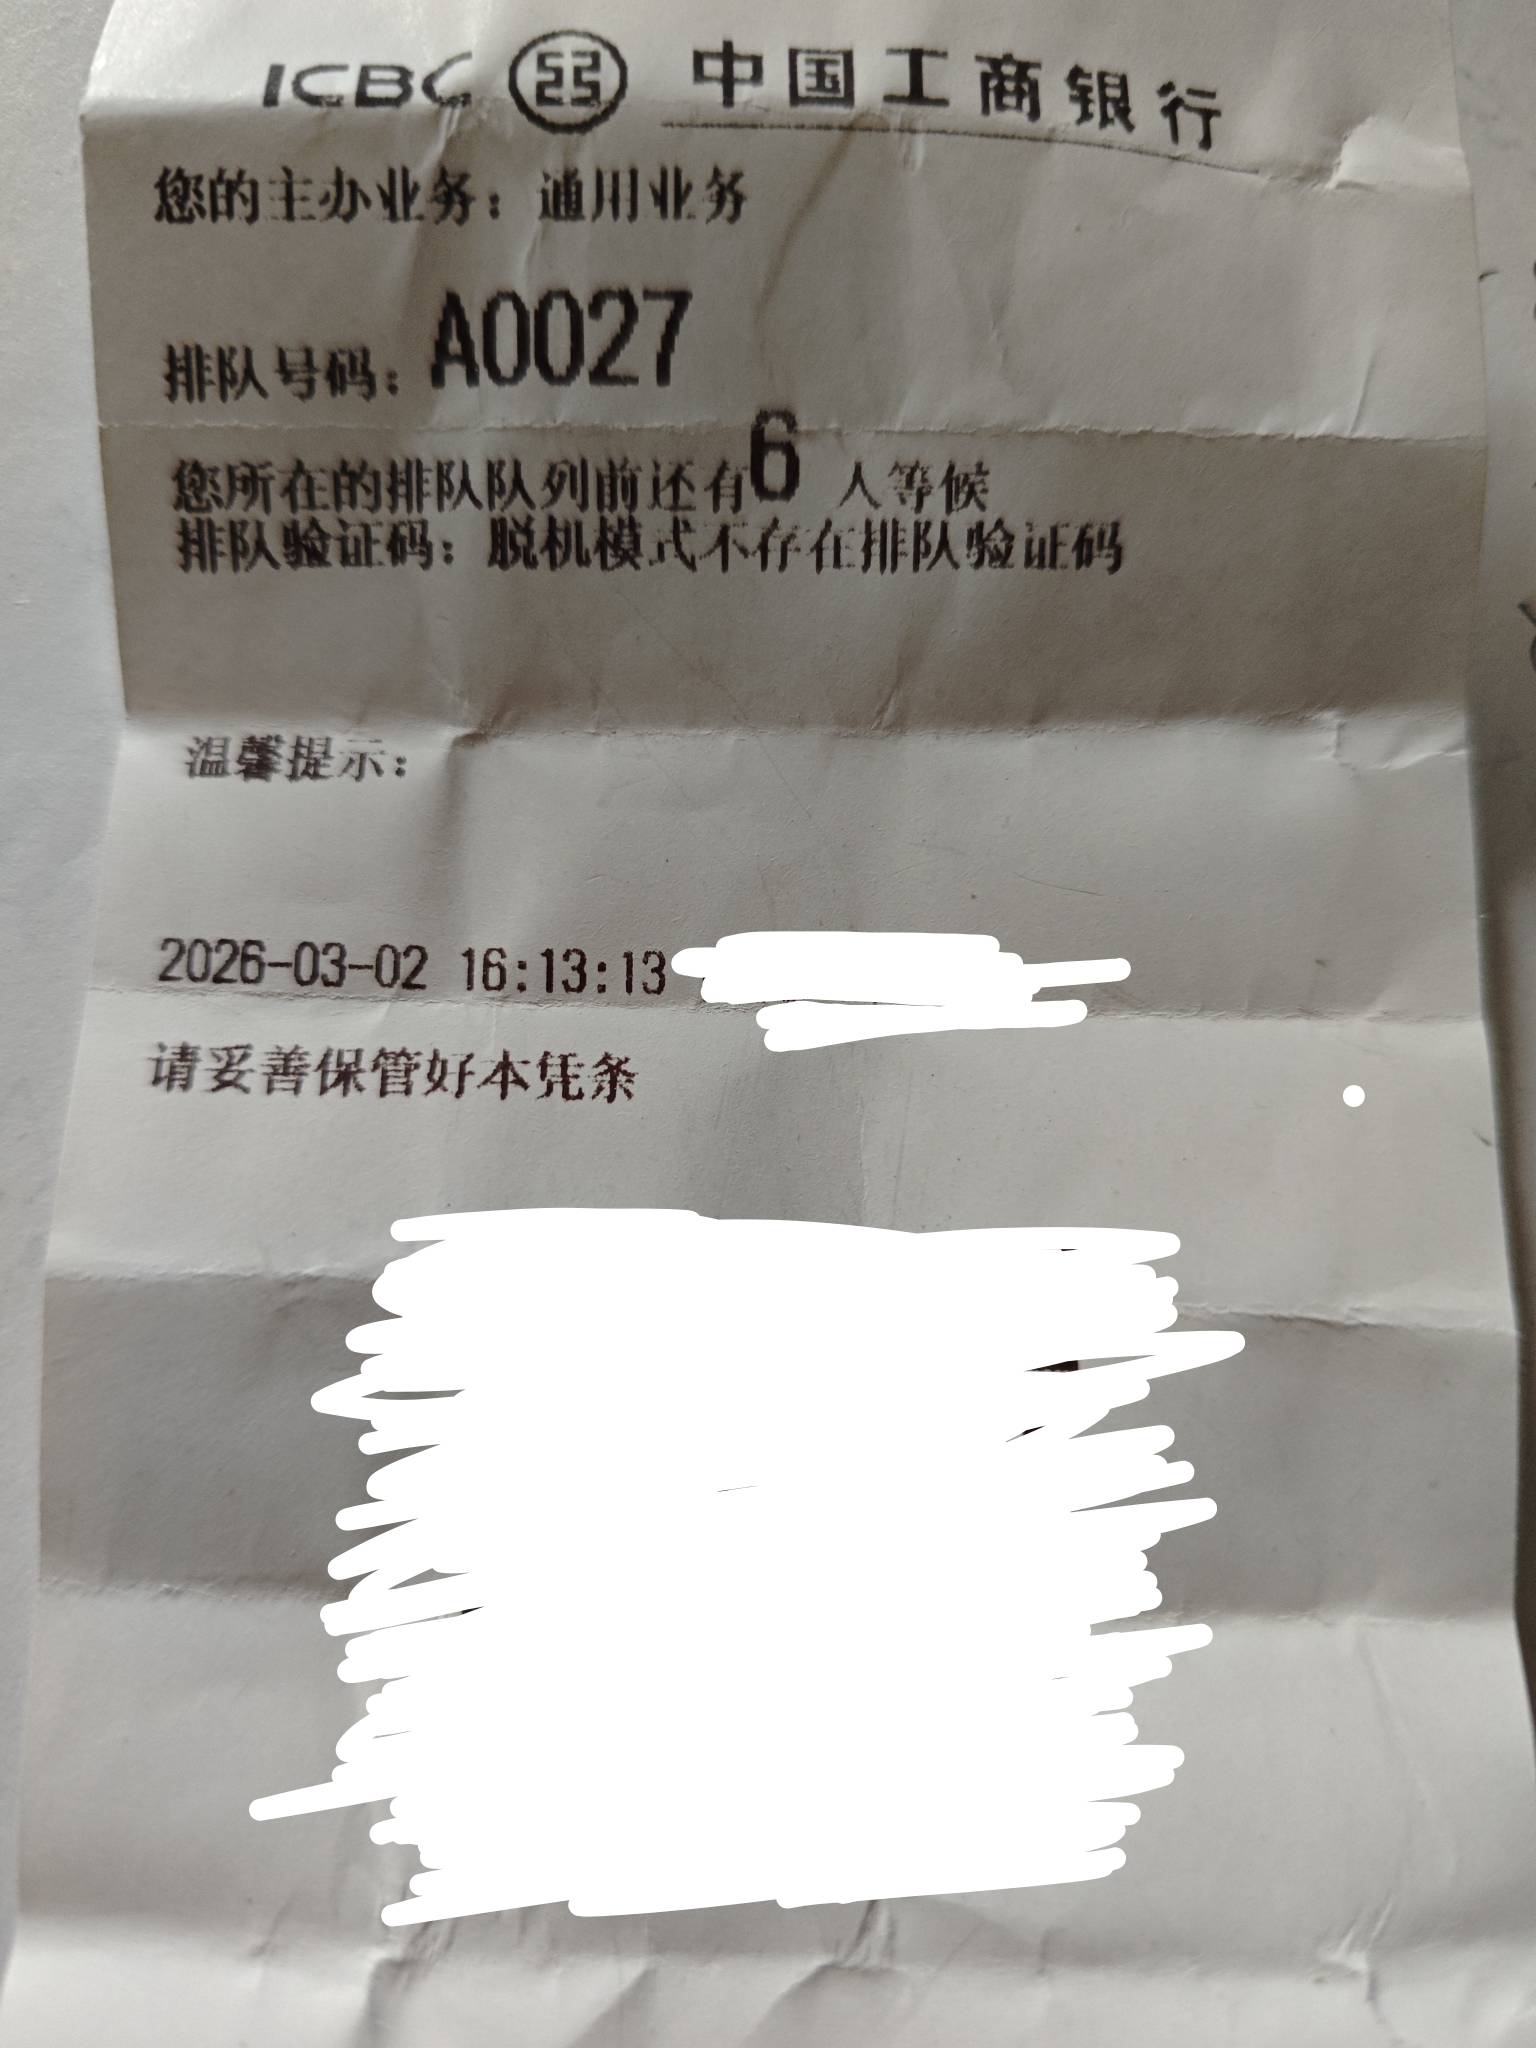 ICBC 中国工商银行
您的主办业务：通用业务
排队号码：A0027
您所在的排队队列前还有6 人等候
排队验证码：脱机模式不存在排队验证码
温馨提示：
2026-03-02 16:13:13
请妥善保管好本凭条